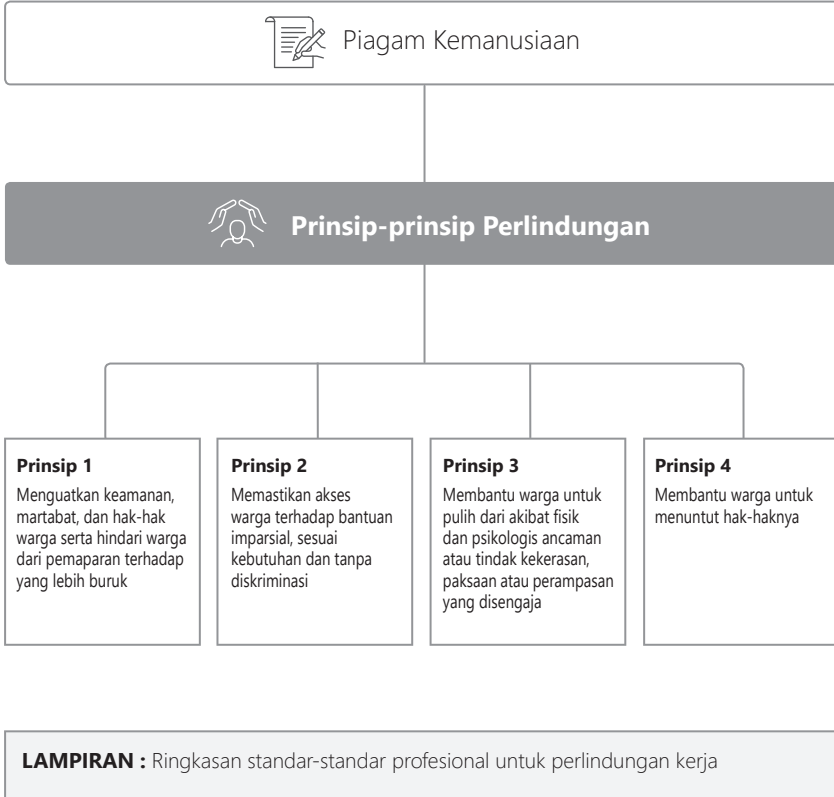 Piagam Kemanusiaan
Prinsip-prinsip Perlindungan
Prinsip 1
Menguatkan keamanan,
martabat, dan hak-hak
warga serta hindari warga
dari pemaparan terhadap
yang lebih buruk
Prinsip 2
Memastikan akses
warga terhadap bantuan
imparsial, sesuai
kebutuhan dan tanpa
diskriminasi
Prinsip 3
Membantu warga untuk
pulih dari akibat fisik
dan psikologis ancaman
atau tindak kekerasan,
paksaan atau perampasan
yang disengaja
Prinsip 4
Membantu warga untuk
menuntut hak-haknya
LAMPIRAN : Ringkasan standar-standar profesional untuk perlindungan kerja